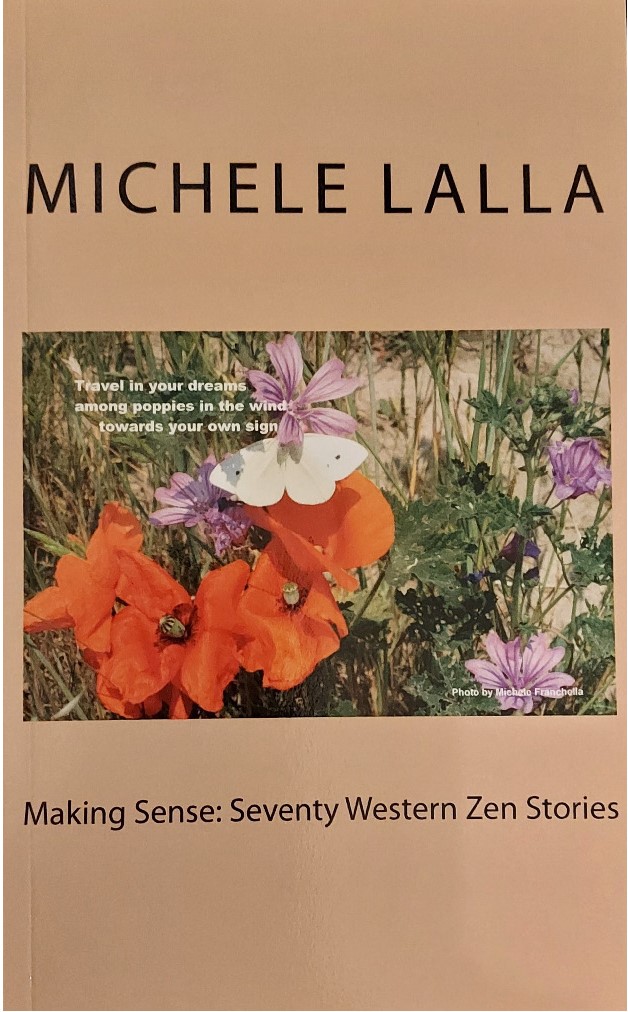 MICHELE LALLA
Travel in your dreams
among poppies in the wind
towards your own sign
Photo by Michele Franchella
Making Sense: Seventy Western Zen Stories